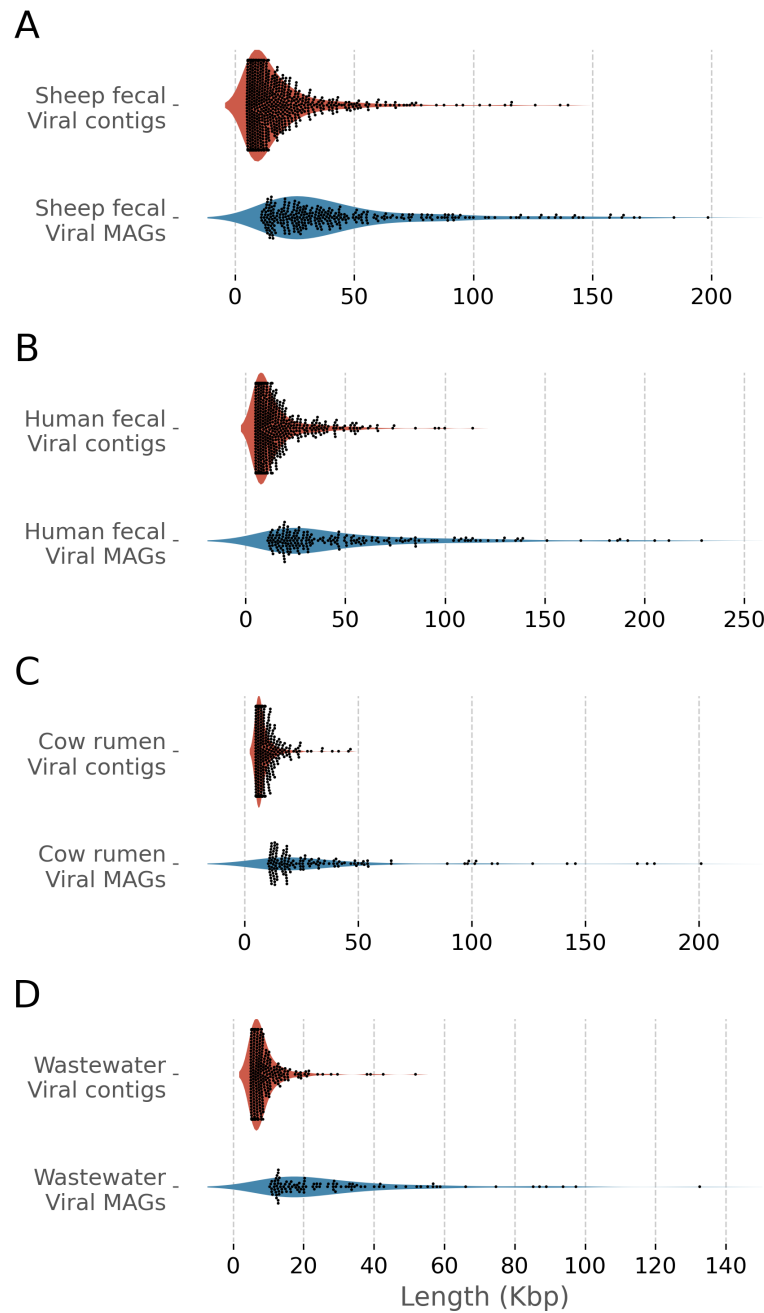 A
Sheep fecal
Viral contigs
Sheep fecal
Viral MAGs
0 50 100 150 200
B
Human fecal
Viral contigs
Human fecal
Viral MAGs
0 50 100 150 200 250
C
Cow rumen
Viral contigs
Cow rumen
Viral MAGs
0 50 100 150 200
D
Wastewater
Viral contigs
Wastewater
Viral MAGs
0 20 40 60 80 100 120 140
Length (Kbp)